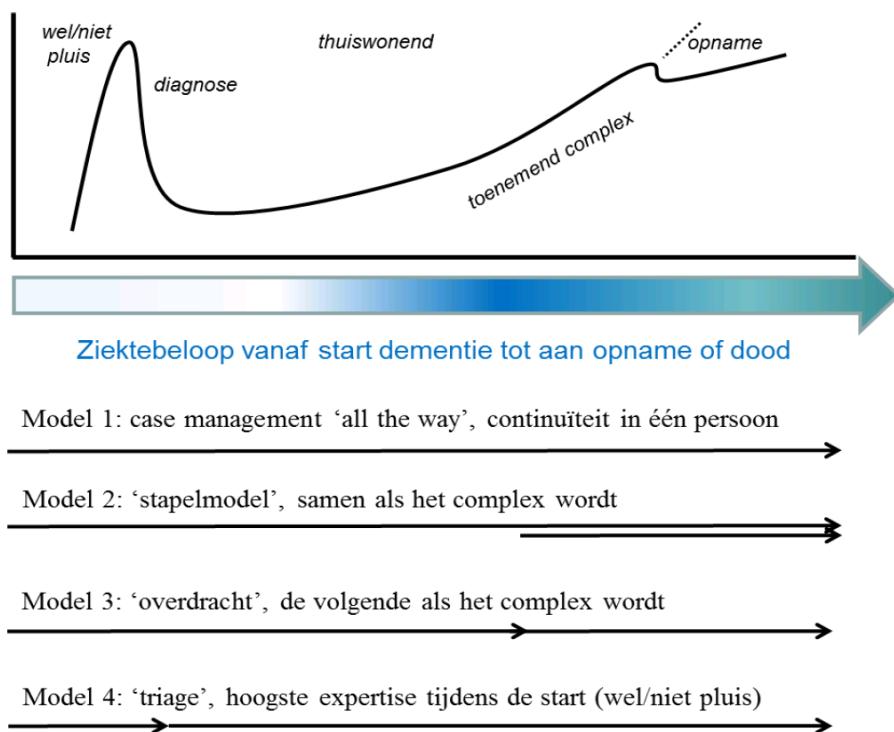 wel/niet
pluis
diagnose
thuiswonend
opname
toenemend complex
Ziektebeloop vanaf start dementie tot aan opname of dood
Model 1: case management ‘all the way’, continuïteit in één persoon
Model 2: ‘stapelmodel’, samen als het complex wordt
Model 3: ‘overdracht’, de volgende als het complex wordt
Model 4: ‘triage’, hoogste expertise tijdens de start (wel/niet pluis)